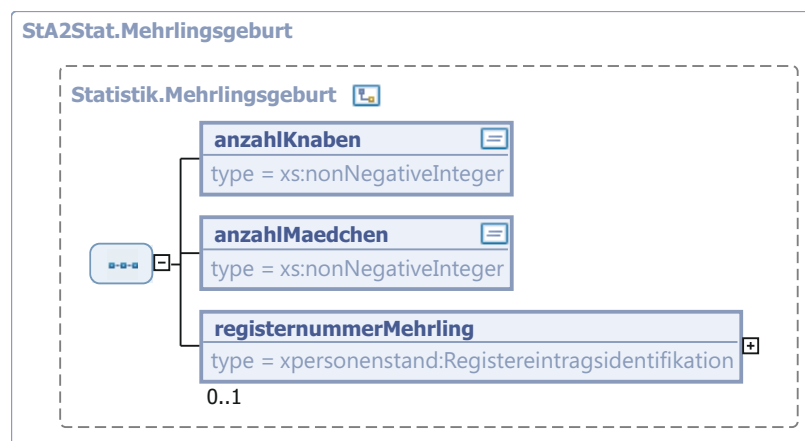 StA2Stat.Mehrlingsgeburt
Statistik.Mehrlingsgeburt
anzahlKnaben
type = xs:nonNegativeInteger
anzahlMaedchen
type = xs:nonNegativeInteger
registernummerMehrling
type = xpersonenstand:Registereintragsidentifikation
0..1